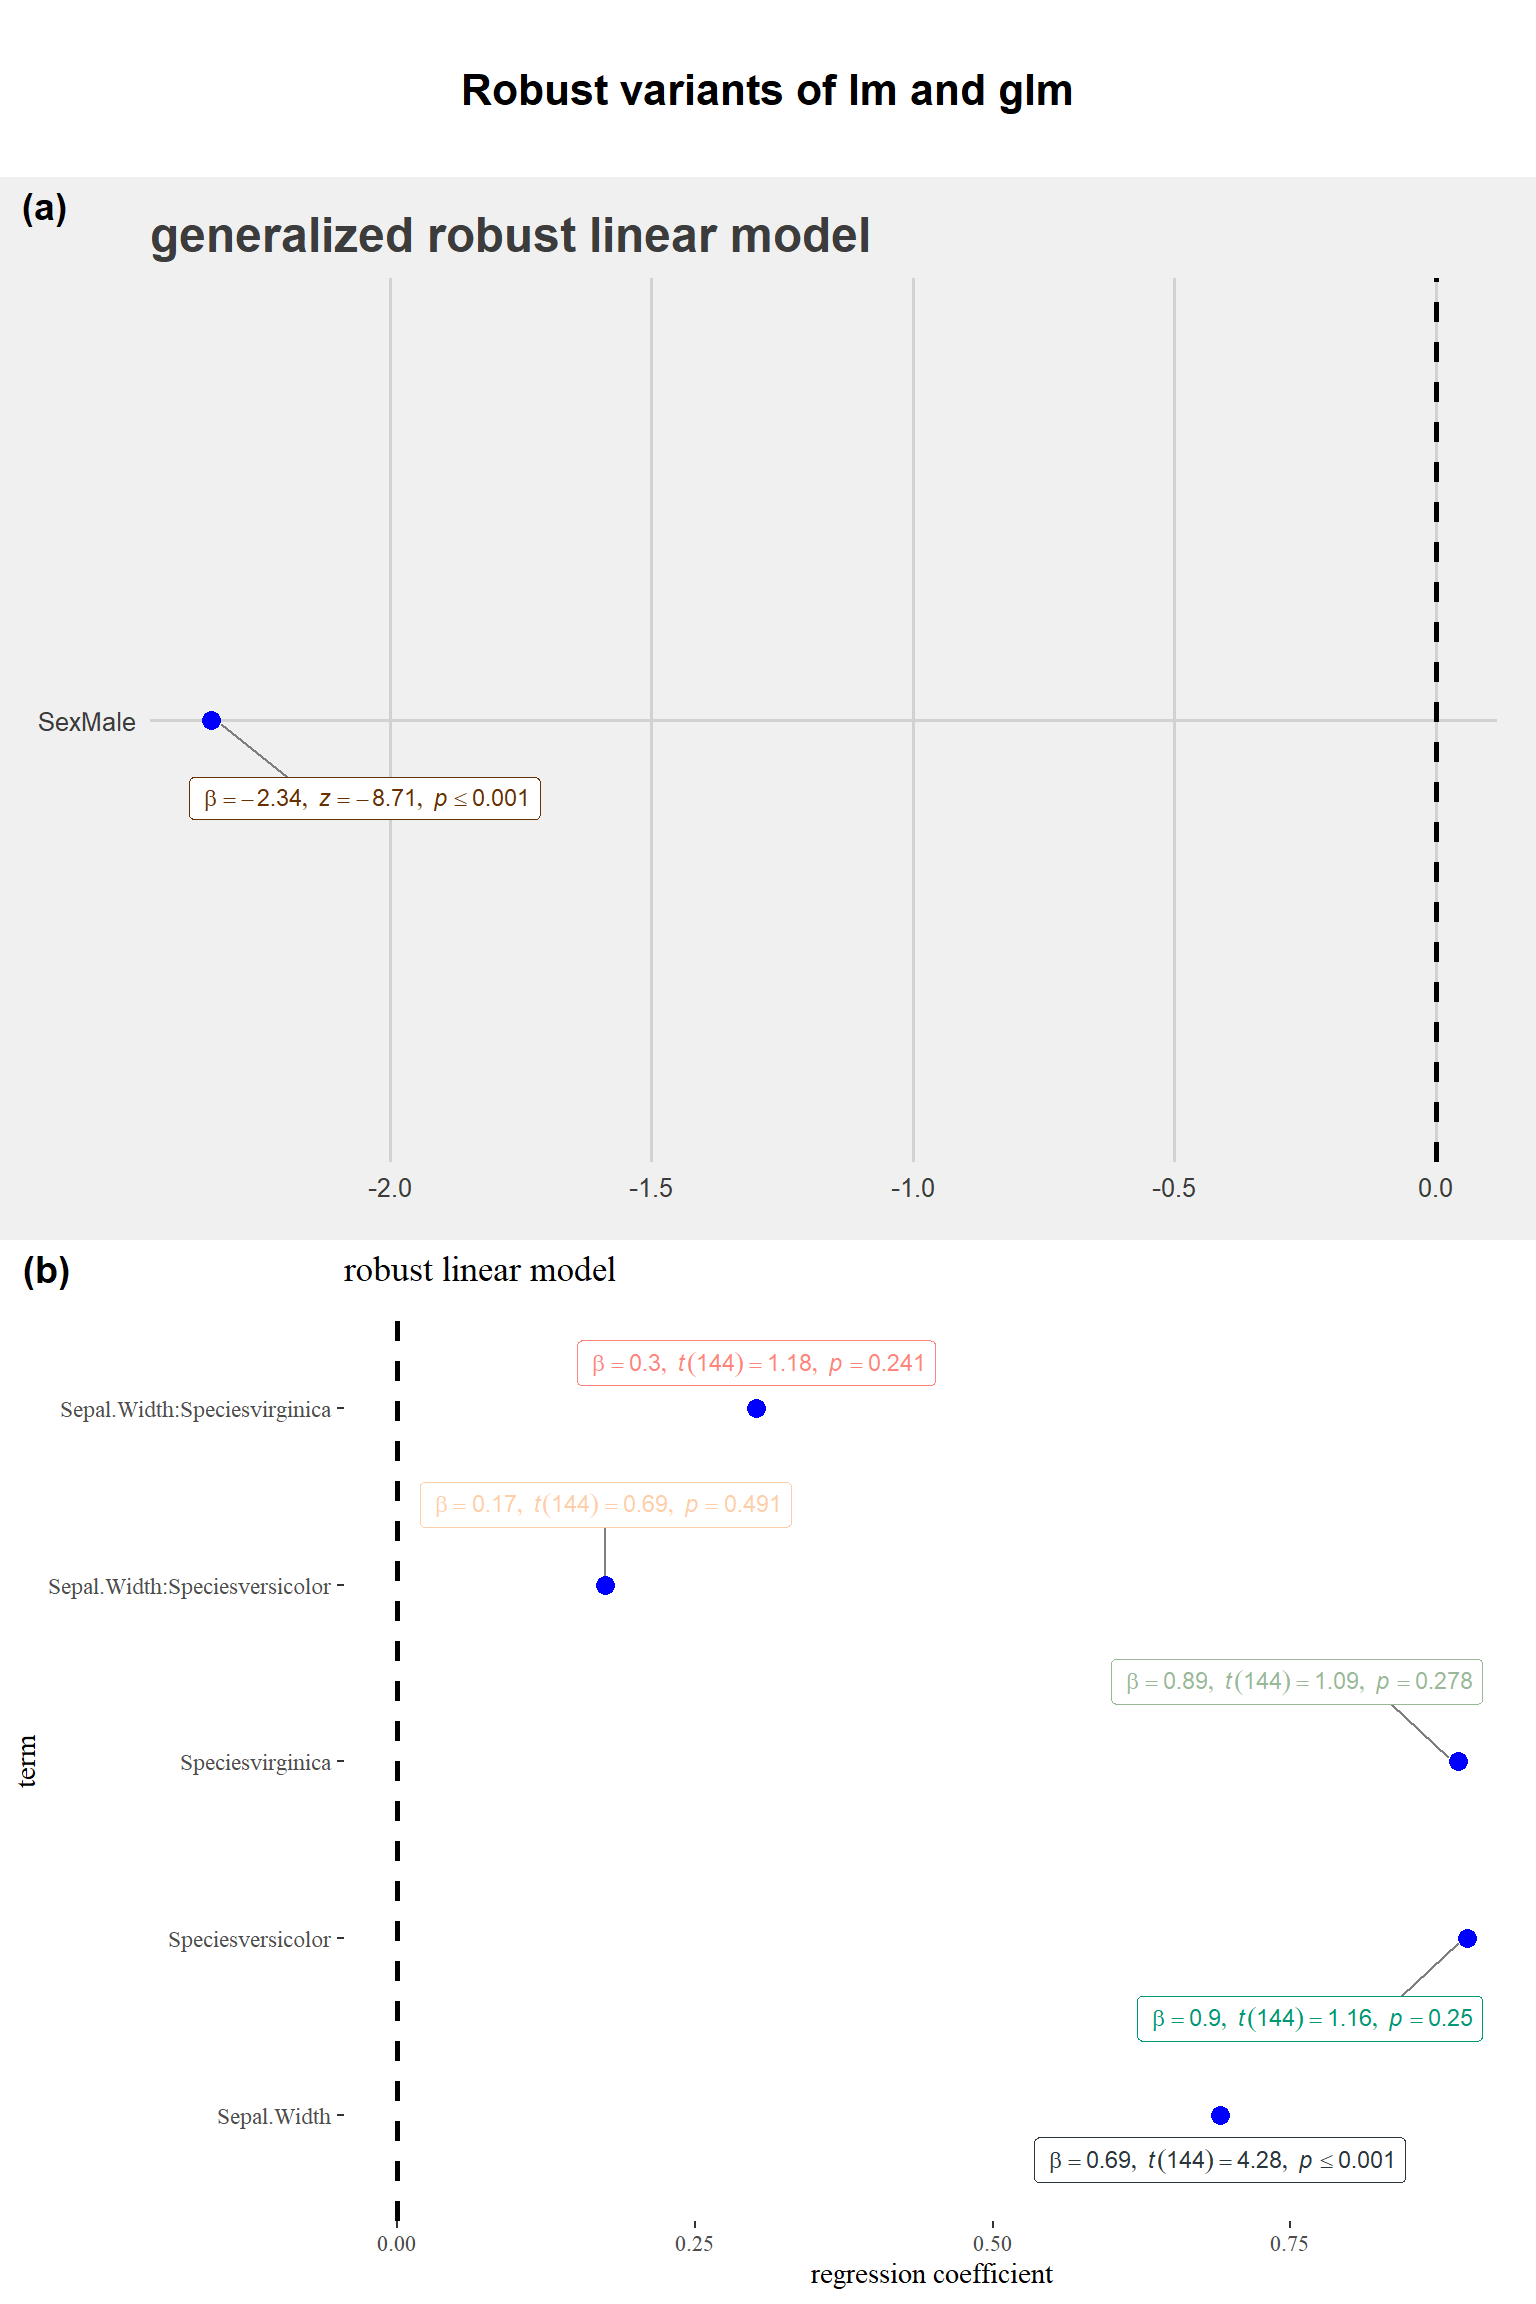 Robust variants of lm and glm
(a)
generalized robust linear model
SexMale
β = −2.34, z = −8.71, p ≤ 0.001
-2.0 -1.5 -1.0 -0.5 0.0
(b)
robust linear model
β = 0.3, t(144) = 1.18, p = 0.241
Sepal.Width:Speciesvirginica
β = 0.17, t(144) = 0.69, p = 0.491
Sepal.Width:Speciesversicolor
β = 0.89, t(144) = 1.09, p = 0.278
Speciesvirginica
term
Speciesversicolor
β = 0.9, t(144) = 1.16, p = 0.25
Sepal.Width
β = 0.69, t(144) = 4.28, p ≤ 0.001
0.00 0.25 0.50 0.75
regression coefficient